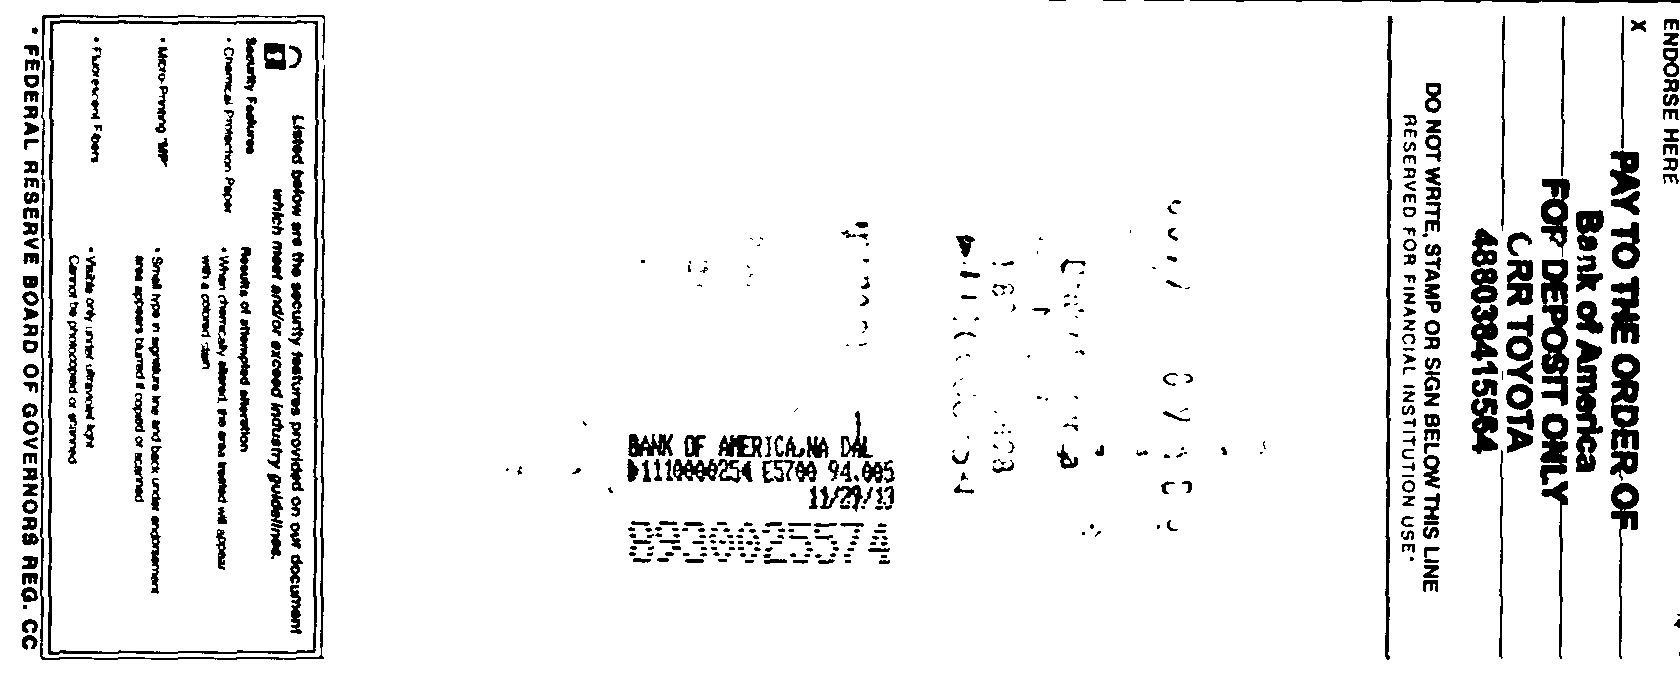 ENDORSE HERE
X
PAY TO THE ORDER OF
Bank of America
FOR DEPOSIT ONLY
CRR TOYOTA
488038415564
DO NOT WRITE, STAMP OR SIGN BELOW THIS LINE
RESERVED FOR FINANCIAL INSTITUTION USE*
BANK OF AMERICA,NA DAL
111000025 E5700 94.005
11/29/13
8930025574
Listed below are the security features provided on our document
which meet and/or exceed industry guidelines.
Security Features
Results of attempted alteration
• Chemical Protection Paper
• When chemically altered, the area treated will appear
with a colored stain
• Micro-Printing "MP"
• Small type in signature line and back under endorsement
area appears blurred if copied or scanned
• Fluorescent Fibers
• Visible only under ultraviolet light
Cannot be photocopied or scanned
* FEDERAL RESERVE BOARD OF GOVERNORS REG. CC